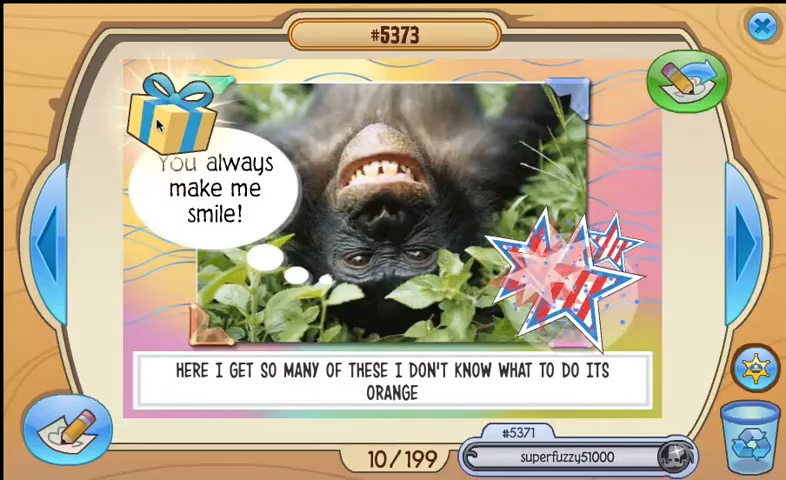 #5373
You always
make me
smile!
HERE I GET SO MANY OF THESE I DON'T KNOW WHAT TO DO ITS
ORANGE
#5371
10/199
superfuzzy51000